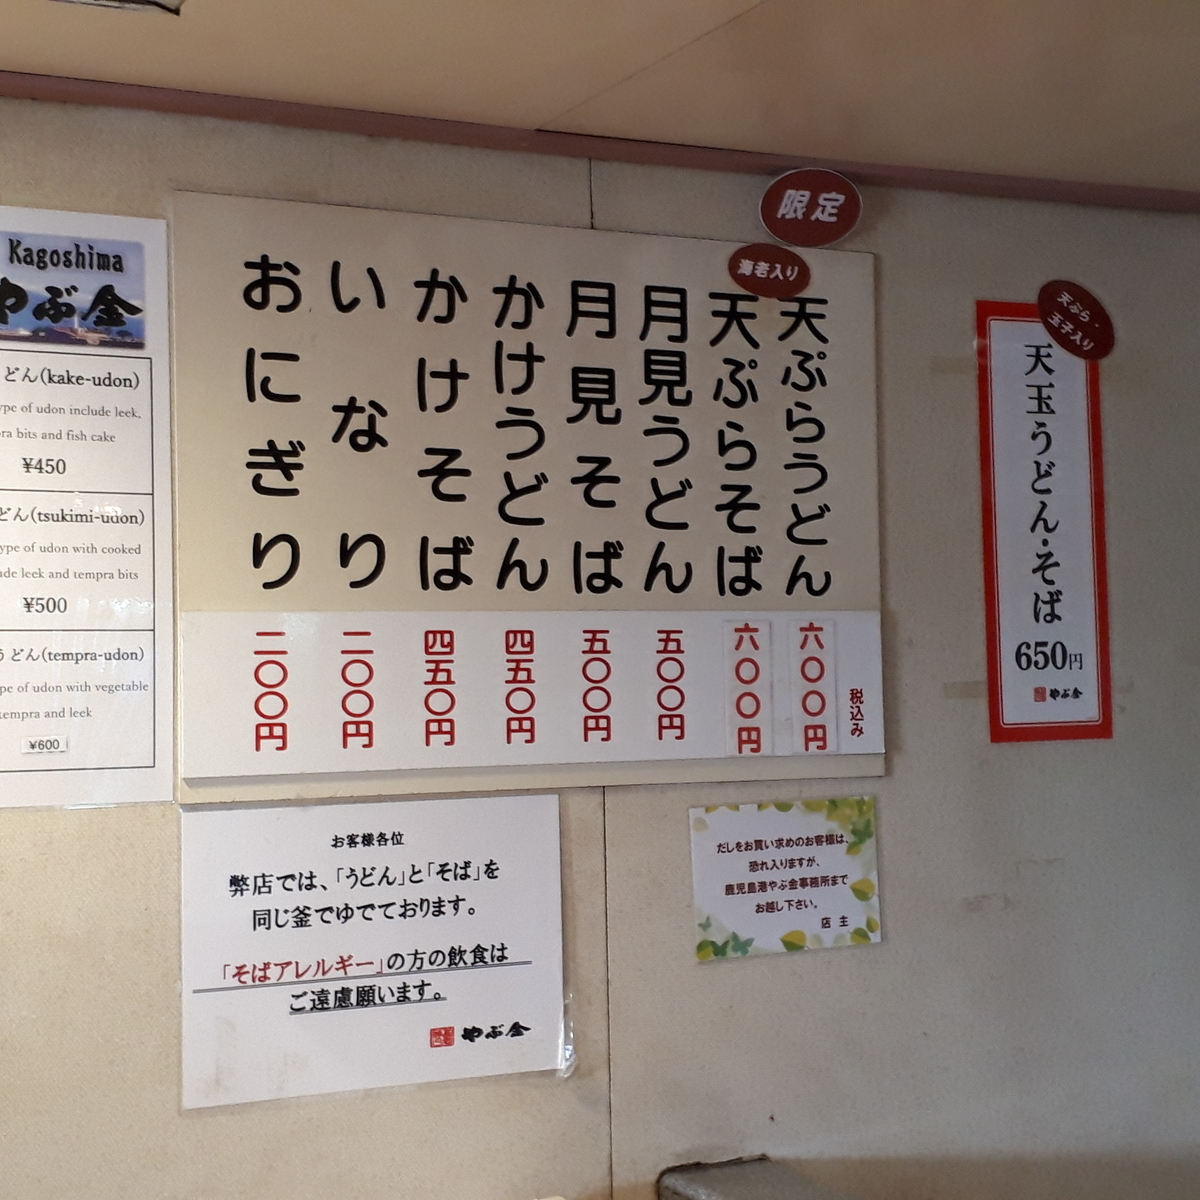 Kagoshima
やぶ金
どん(kake-udon)
ype of udon include leek,
ra bits and fish cake
¥450
どん(tsukimi-udon)
ype of udon with cooked
ude leek and tempra bits
¥500
うどん(tempra-udon)
pe of udon with vegetable
tempra and leek
¥600
限定
海老入り
天ぷらうどん
六〇〇円
天ぷらそば
六〇〇円
月見うどん
五〇〇円
月見そば
五〇〇円
かけうどん
四五〇円
かけそば
四五〇円
いなり
二〇〇円
おにぎり
二〇〇円
税込み
天ぷら・
玉子入り
天玉うどん・そば
650円
やぶ金
お客様各位
弊店では、「うどん」と「そば」を
同じ釜でゆでております。
「そばアレルギー」の方の飲食は
ご遠慮願います。
やぶ金
だしをお買い求めのお客様は、
恐れ入りますが、
鹿児島港やぶ金事務所まで
お越し下さい。
店 主